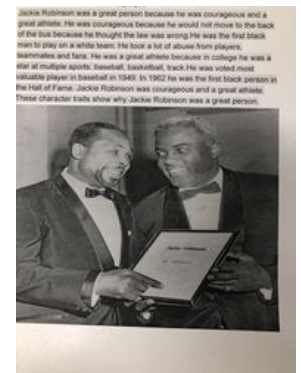 Jackie Robinson was a great person because he was courageous and a
great athlete. He was courageous because he would not move to the back
of the bus because he thought the law was wrong.He was the first black
man to play on a white team. He took a lot of abuse from players,
teammates and fans. He was a great athlete because in college he was a
star at multiple sports: baseball, basketball, track.He was voted most
valuable player in baseball in 1949. In 1962 he was the first black person in
the Hall of Fame. Jackie Robinson was courageous and a great athlete.
These character traits show why Jackie Robinson was a great person.
Jackie Robinson